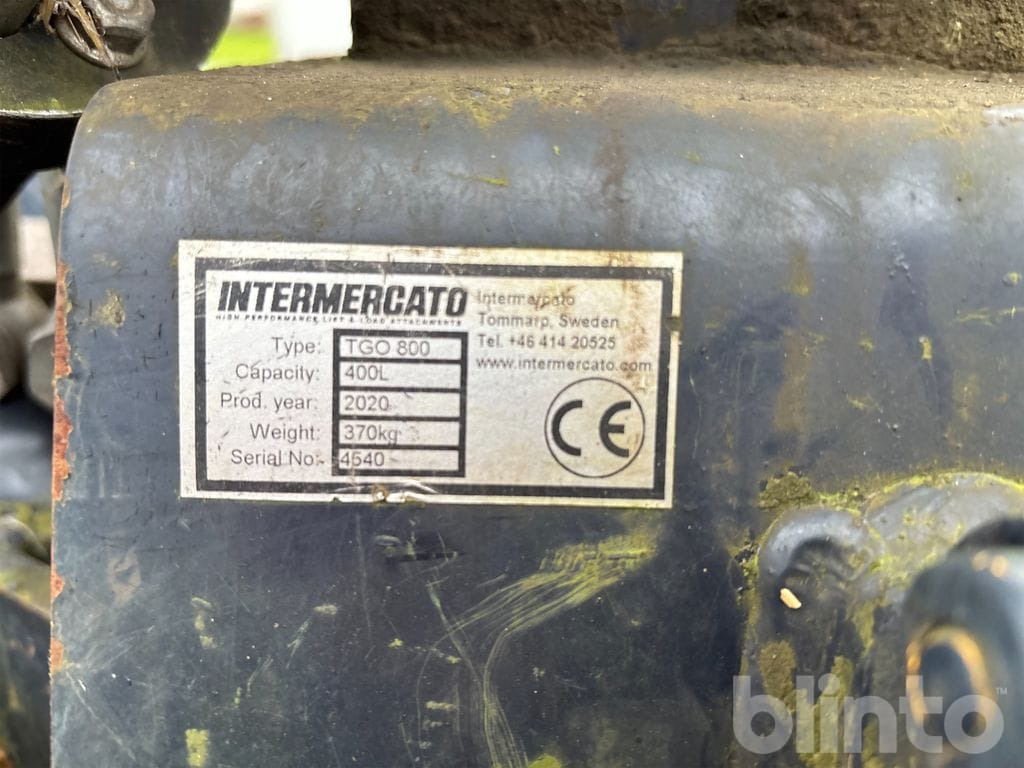 INTERMERCATO
HIGH PERFORMANCE LIFT & LOAD ATTACHMENTS
Intermercato
Tommarp, Sweden
Tel. +46 414 20525
www.intermercato.com
Type: TGO 800
Capacity: 400L
Prod. year: 2020
Weight: 370kg
Serial No: 4540
CE
blinto™